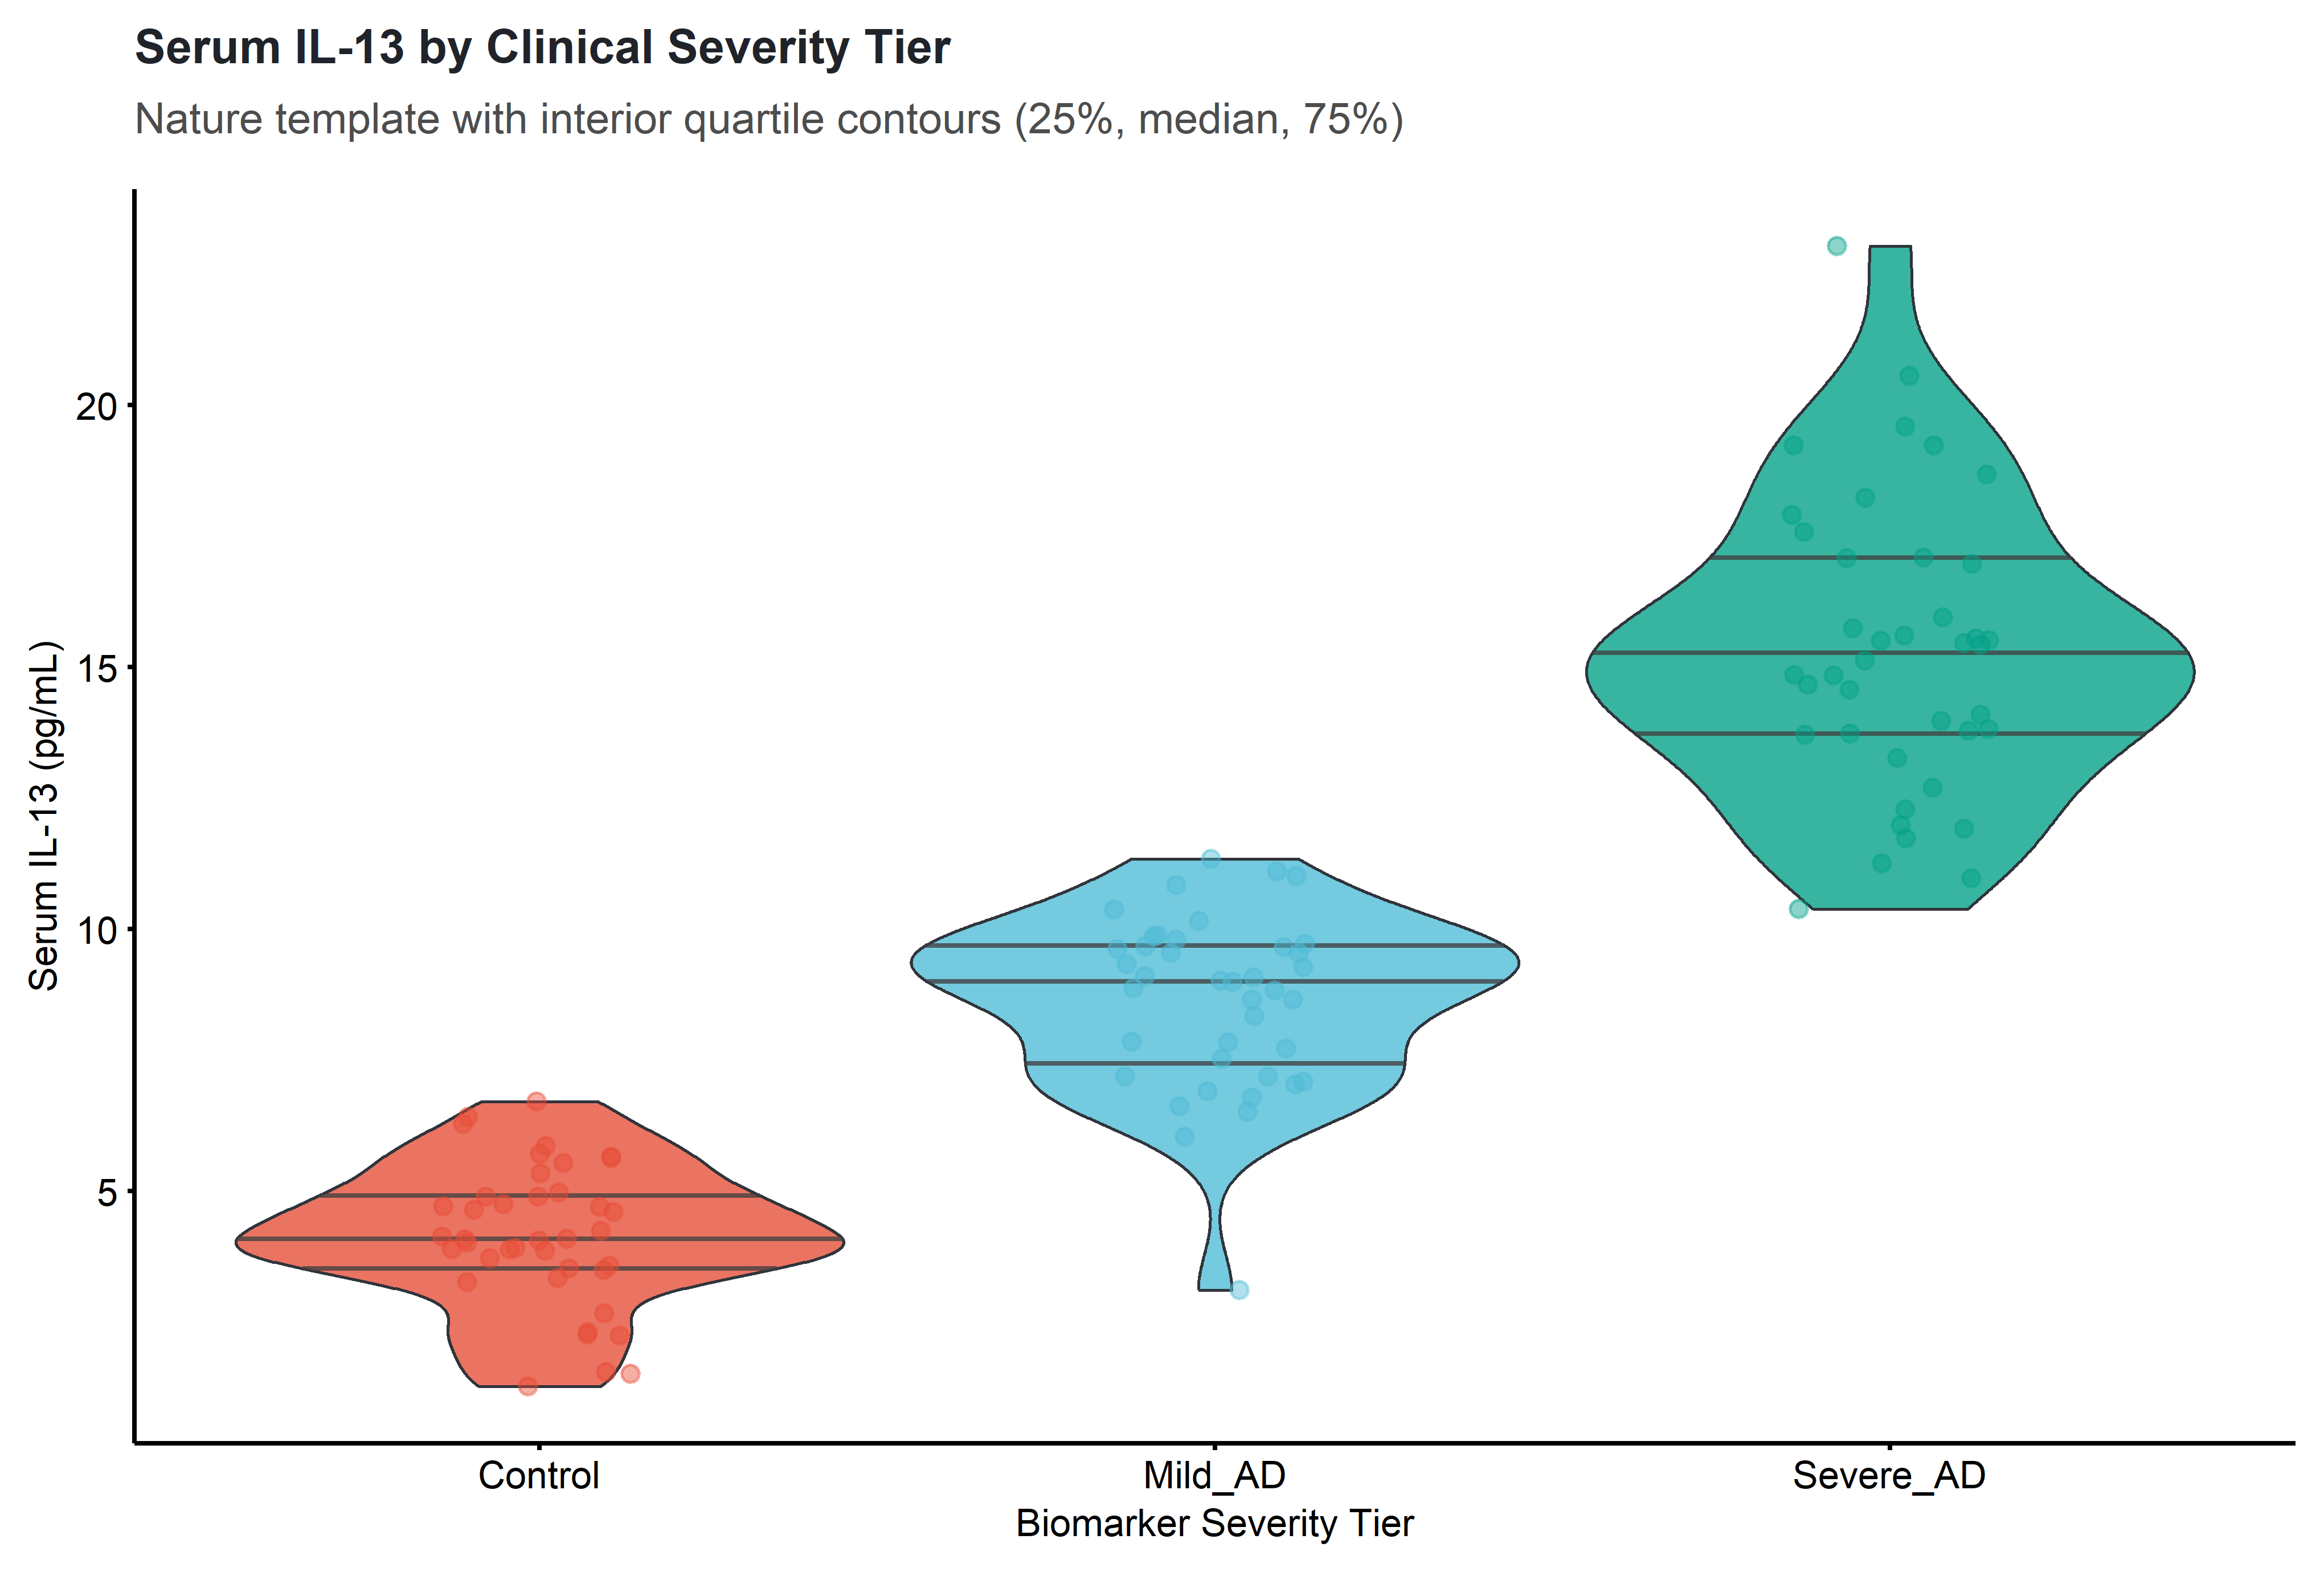 Serum IL-13 by Clinical Severity Tier
Nature template with interior quartile contours (25%, median, 75%)
Serum IL-13 (pg/mL)
20
15
10
5
Control
Mild_AD
Severe_AD
Biomarker Severity Tier